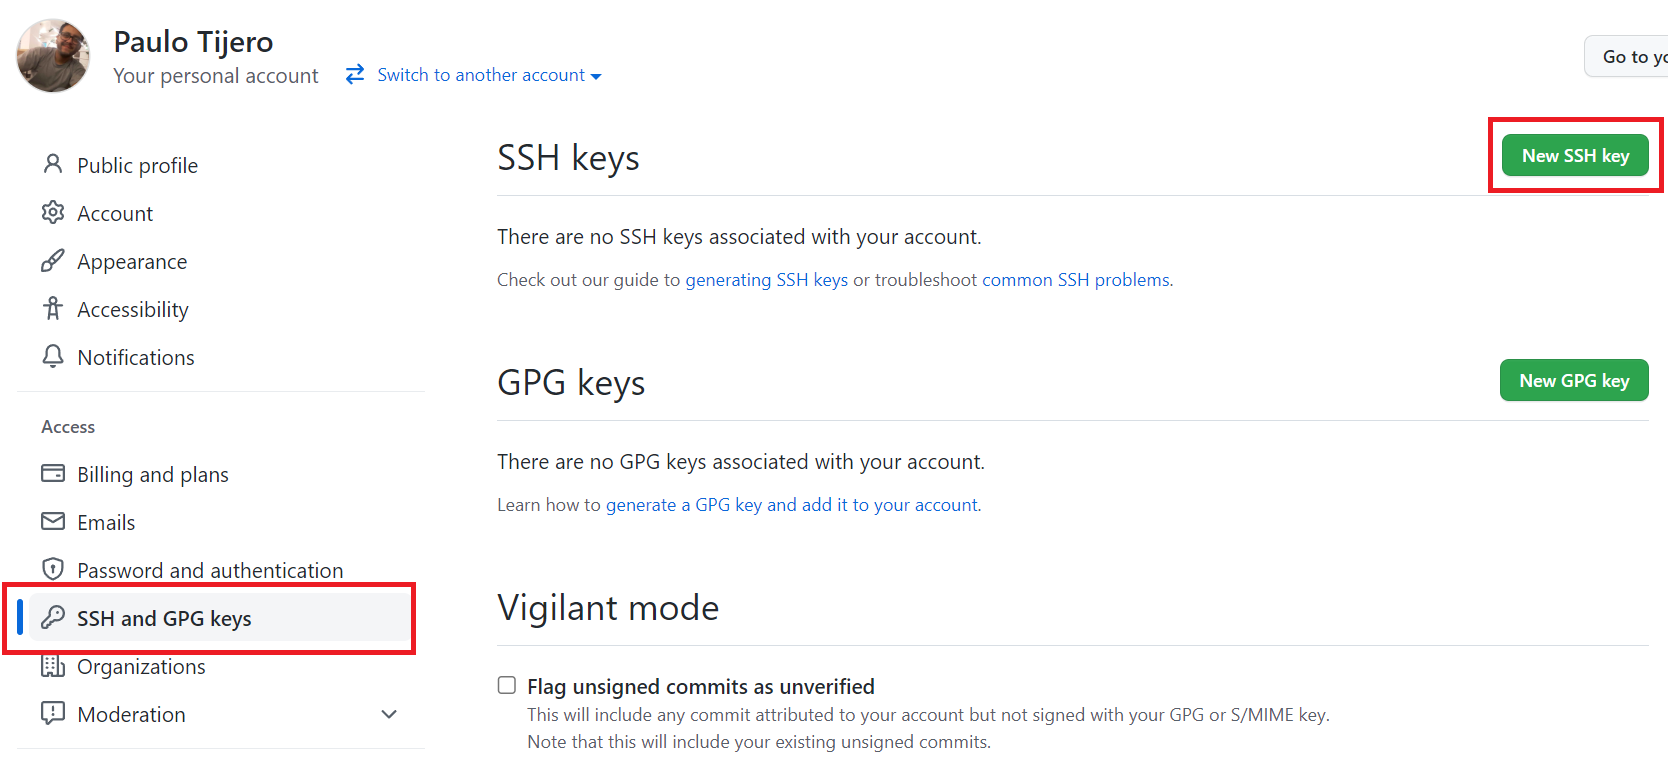 Paulo Tijero
Your personal account
Switch to another account
Go to yo
Public profile
Account
Appearance
Accessibility
Notifications
Access
Billing and plans
Emails
Password and authentication
SSH and GPG keys
Organizations
Moderation
SSH keys
New SSH key
There are no SSH keys associated with your account.
Check out our guide to generating SSH keys or troubleshoot common SSH problems.
GPG keys
New GPG key
There are no GPG keys associated with your account.
Learn how to generate a GPG key and add it to your account.
Vigilant mode
Flag unsigned commits as unverified
This will include any commit attributed to your account but not signed with your GPG or S/MIME key.
Note that this will include your existing unsigned commits.